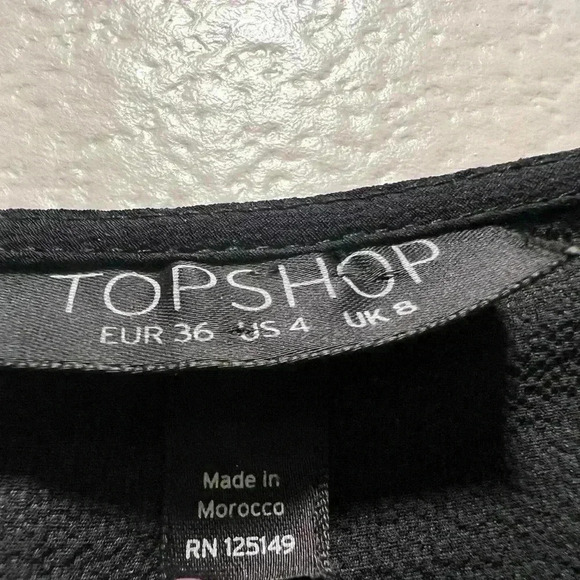 TOPSHOP
EUR 36 US 4 UK 8
Made in
Morocco
RN 125149